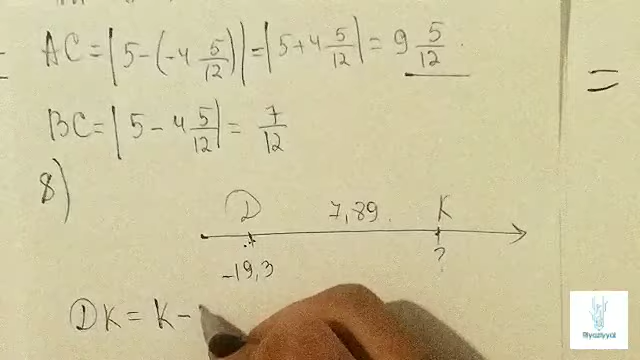 AC = |5 - (-4 5/12)| = |5 + 4 5/12| = 9 5/12
=
BC = |5 - 4 5/12| = 7/12
8)
D 7,89 K
-19,3 ?
DK = K -
Riyaziyyat